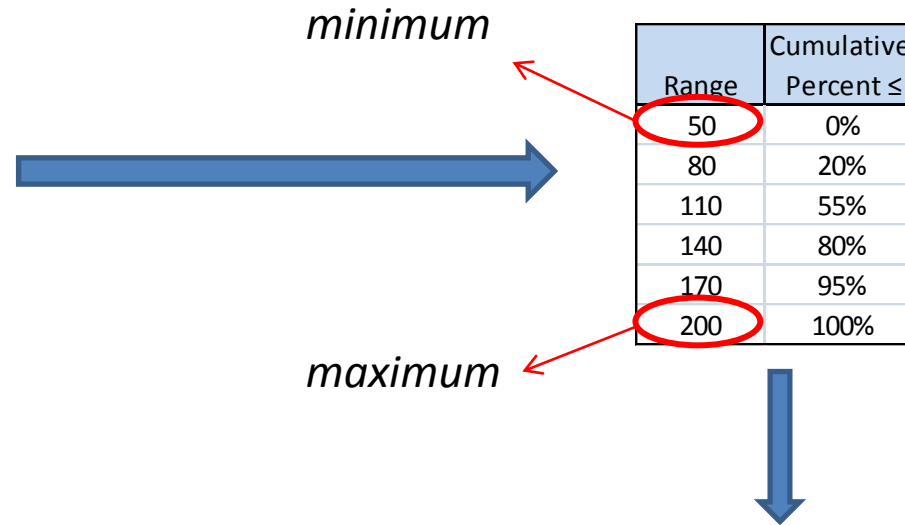 minimum
Cumulative
Range Percent ≤
50 0%
80 20%
110 55%
140 80%
170 95%
200 100%
maximum